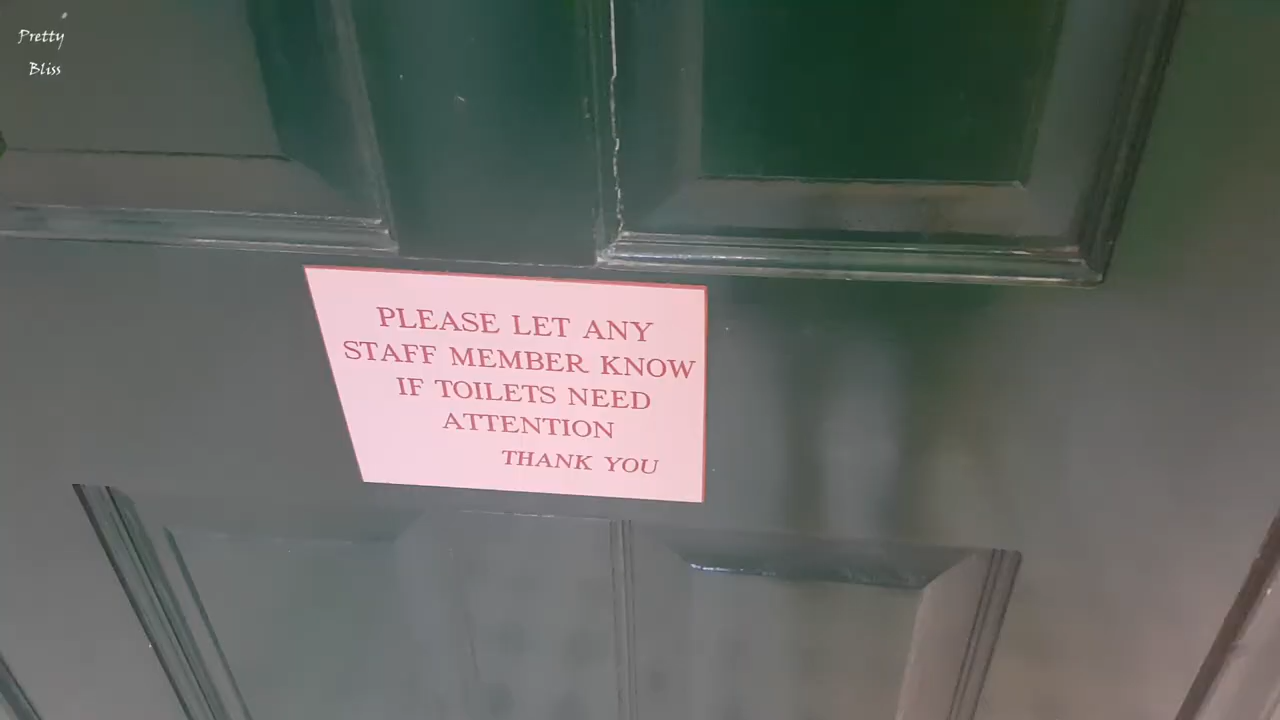 Pretty
Bliss
PLEASE LET ANY
STAFF MEMBER KNOW
IF TOILETS NEED
ATTENTION
THANK YOU